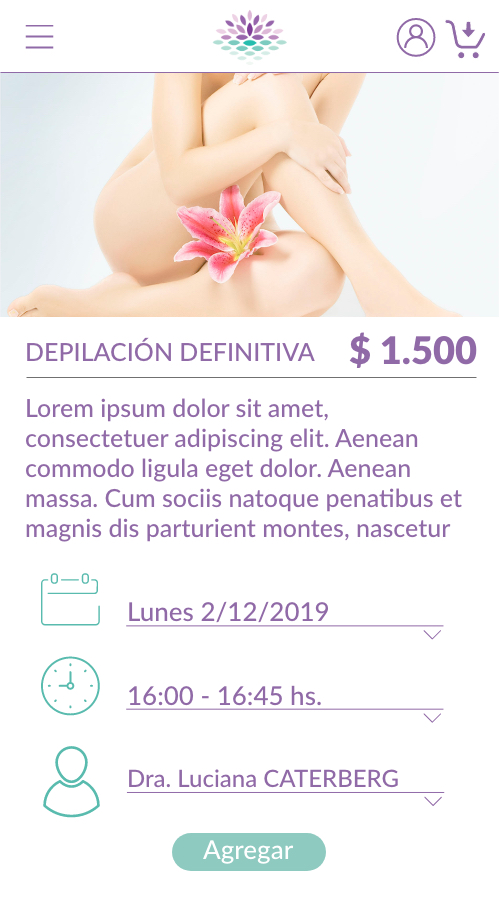 DEPILACIÓN DEFINITIVA $ 1.500
Lorem ipsum dolor sit amet,
consectetuer adipiscing elit. Aenean
commodo ligula eget dolor. Aenean
massa. Cum sociis natoque penatibus et
magnis dis parturient montes, nascetur
Lunes 2/12/2019
16:00 - 16:45 hs.
Dra. Luciana CATERBERG
Agregar